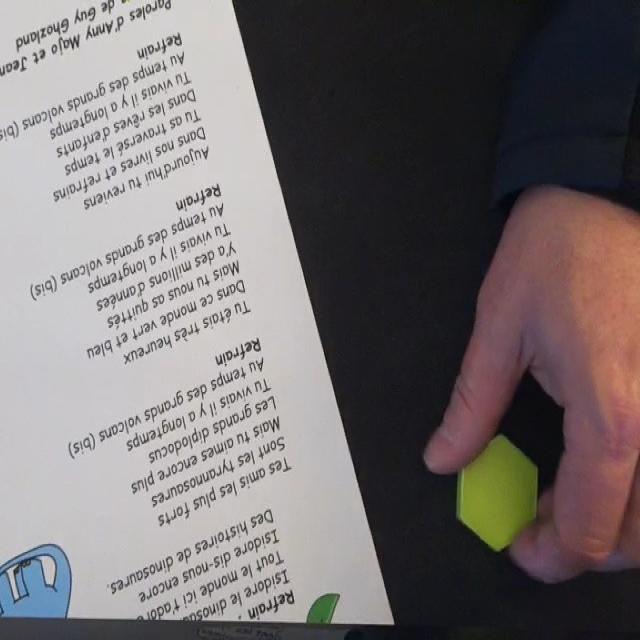 Refrain :
Isidore le
Tout le monde ici
Isidore dis-nous encore
Des histoires de dinosaures.
Tes amis les plus forts
Sont les tyrannosaures
Mais tu aimes encore plus
Les grands diplodocus
Tu vivais il y a longtemps
Au temps des grands volcans (bis)
Refrain
Tu étais très heureux
Dans ce monde vert et bleu
Mais tu nous as quittés
Y'a des millions d'années
Tu vivais il y a longtemps
Au temps des grands volcans (bis)
Refrain
Aujourd'hui tu reviens
Dans nos livres et refrains
Tu as traversé le temps
Dans les rêves d'enfants
Tu vivais il y a longtemps
Au temps des grands volcans (bis)
Refrain
Paroles d'Anny Majo et Jean
de Guy Ghozland